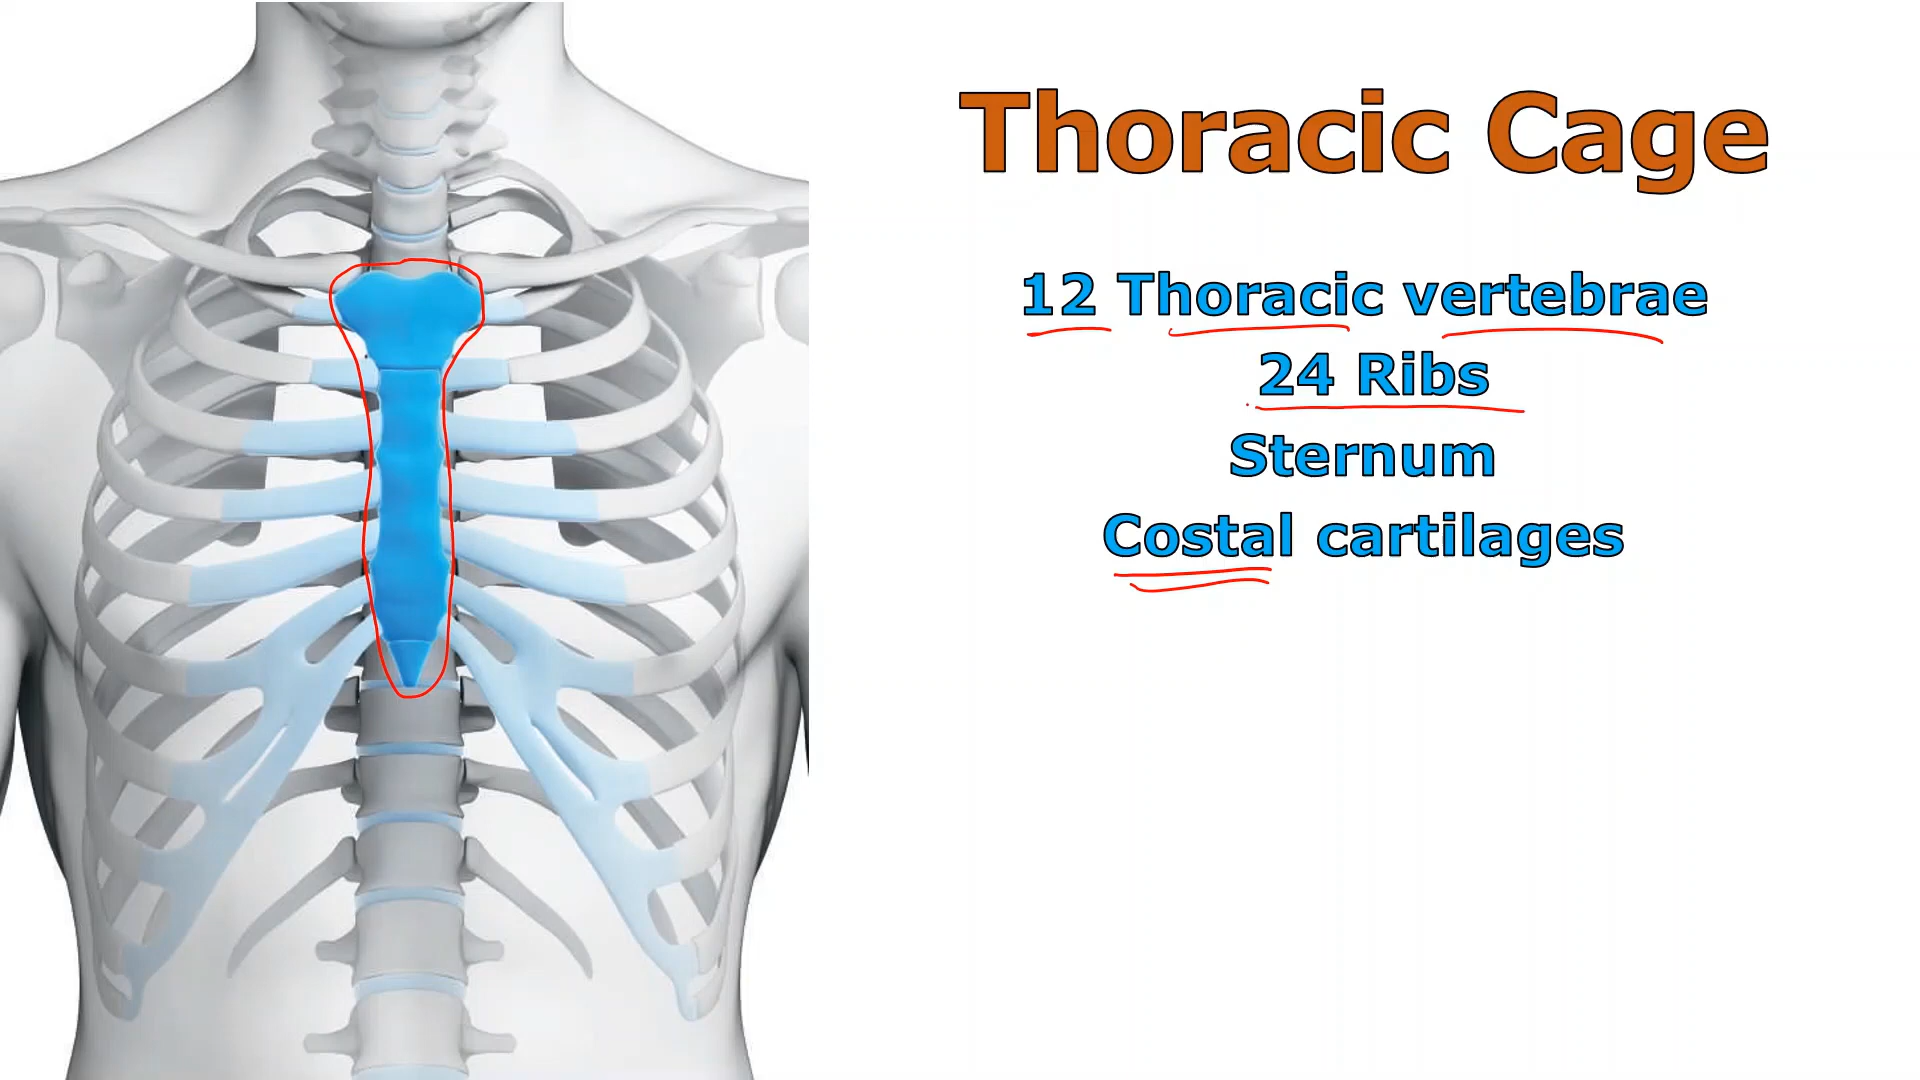 Thoracic Cage
12 Thoracic vertebrae
24 Ribs
Sternum
Costal cartilages